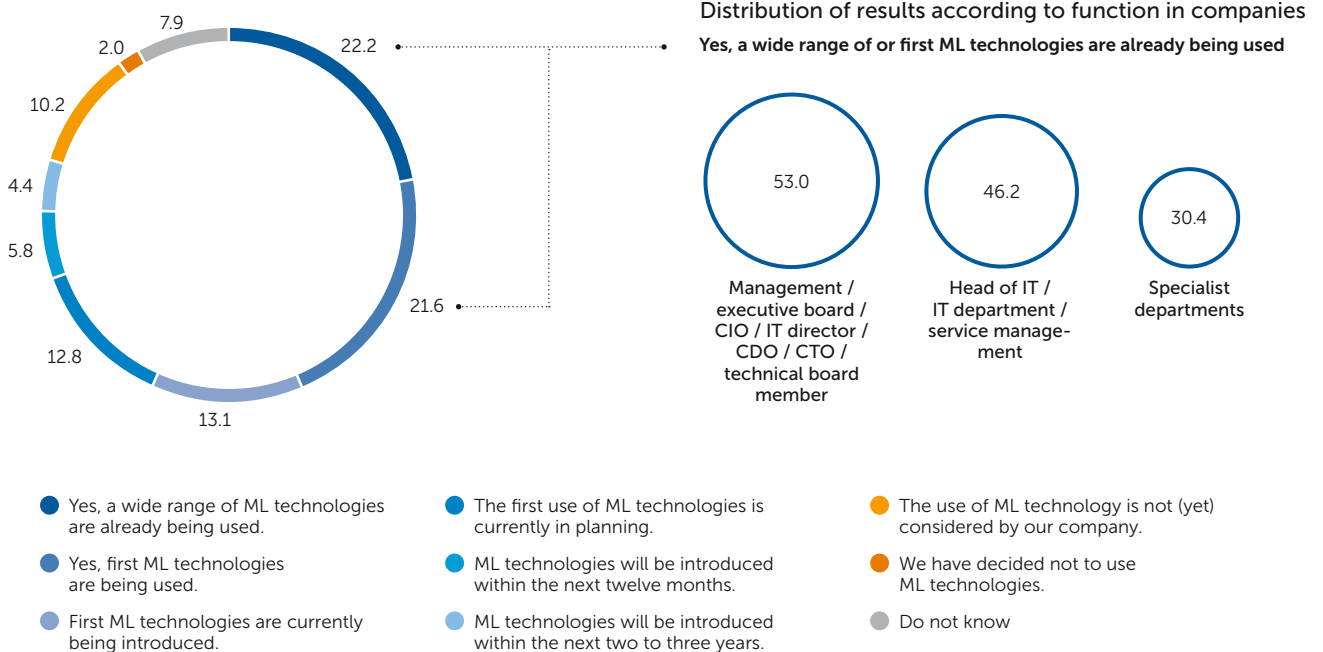 7.9
2.0
22.2
10.2
4.4
5.8
21.6
12.8
13.1
Distribution of results according to function in companies
Yes, a wide range of or first ML technologies are already being used
53.0
46.2
30.4
Management /
executive board /
CIO / IT director /
CDO / CTO /
technical board
member
Head of IT /
IT department /
service manage-
ment
Specialist
departments
Yes, a wide range of ML technologies
are already being used.
Yes, first ML technologies
are being used.
First ML technologies are currently
being introduced.
The first use of ML technologies is
currently in planning.
ML technologies will be introduced
within the next twelve months.
ML technologies will be introduced
within the next two to three years.
The use of ML technology is not (yet)
considered by our company.
We have decided not to use
ML technologies.
Do not know